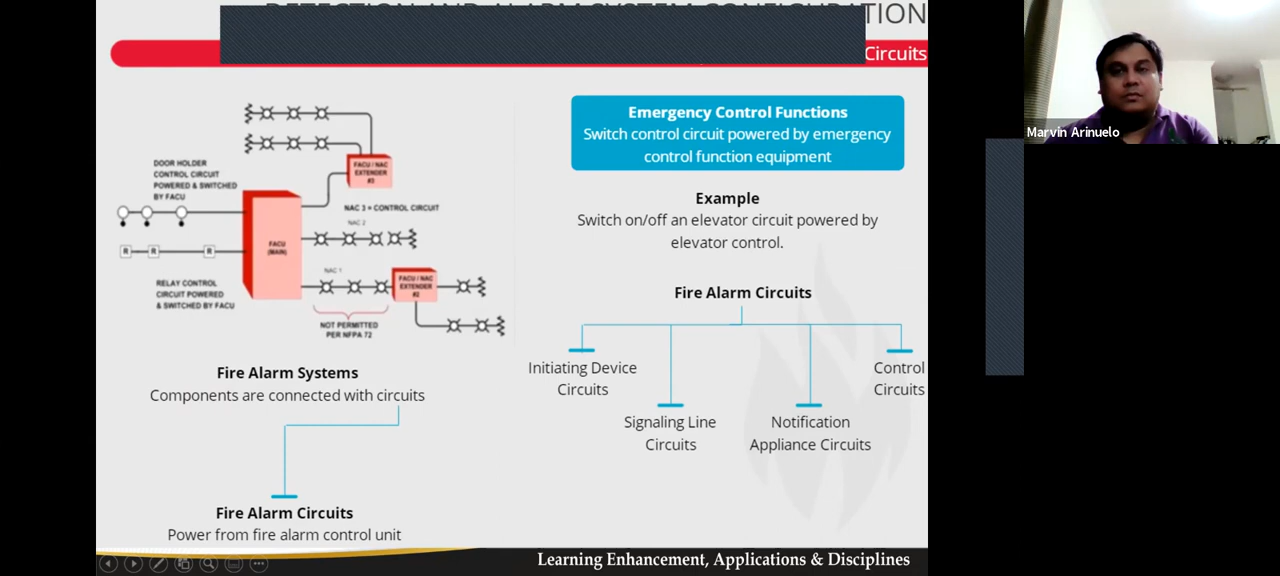 DETECTION AND ALARM SYSTEM CONFIGURATION
Circuits
Marvin Arinuelo
DOOR HOLDER
CONTROL CIRCUIT
POWERED & SWITCHED
BY FACU
FACU / NAC
EXTENDER
#3
NAC 3 = CONTROL CIRCUIT
NAC 2
FACU
(MAIN)
R R R
NAC 1
FACU / NAC
EXTENDER
#2
RELAY CONTROL
CIRCUIT POWERED
& SWITCHED BY FACU
NOT PERMITTED
PER NFPA 72
Fire Alarm Systems
Components are connected with circuits
Fire Alarm Circuits
Power from fire alarm control unit
Emergency Control Functions
Switch control circuit powered by emergency
control function equipment
Example
Switch on/off an elevator circuit powered by
elevator control.
Fire Alarm Circuits
Initiating Device
Circuits
Signaling Line
Circuits
Notification
Appliance Circuits
Control
Circuits
Learning Enhancement, Applications & Disciplines